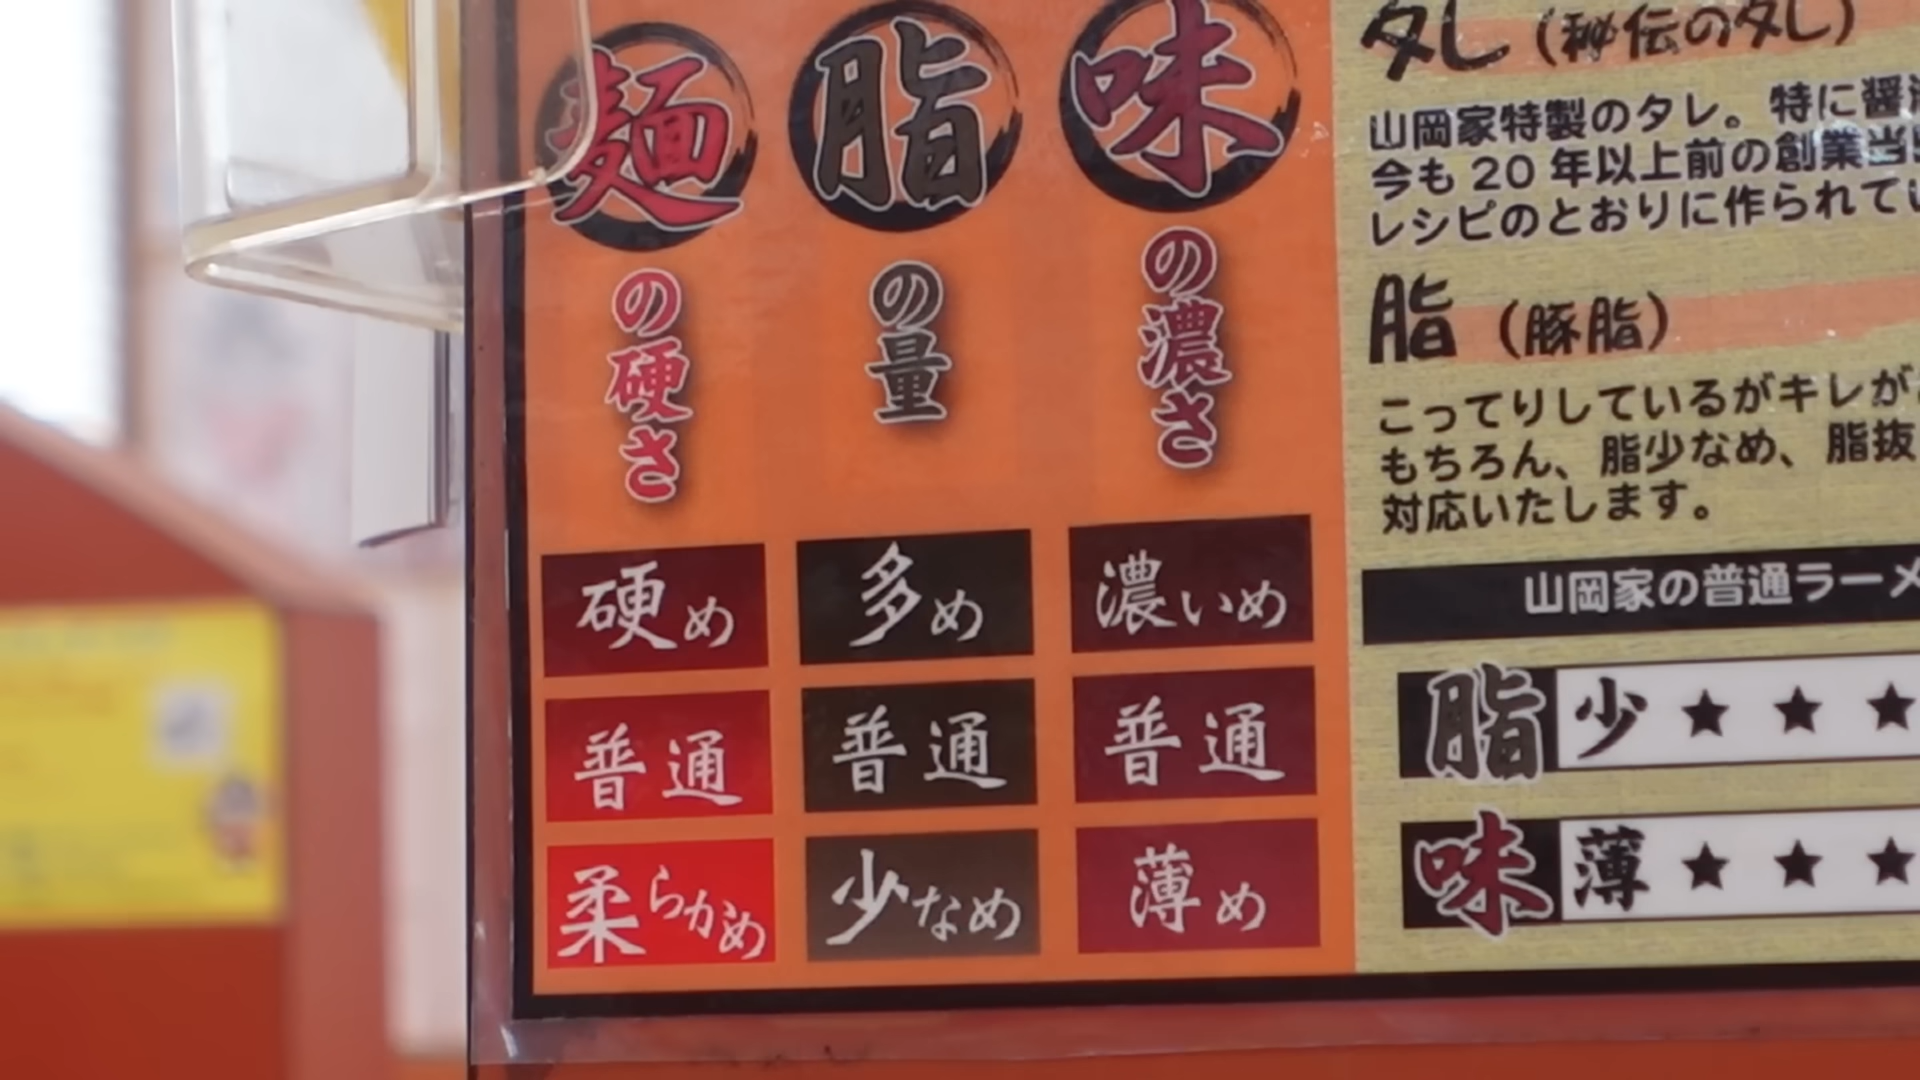 麺の硬さ
脂の量
味の濃さ
硬め
多め
濃いめ
普通
普通
普通
柔らかめ
少なめ
薄め
タレ(秘伝のタレ)
山岡家特製のタレ。特に醤
今も20年以上前の創業当
レシピのとおりに作られてい
脂(豚脂)
こってりしているがキレが
もちろん、脂少なめ、脂抜
対応いたします。
山岡家の普通ラーメ
脂 少 ★ ★ ★
味 薄 ★ ★ ★